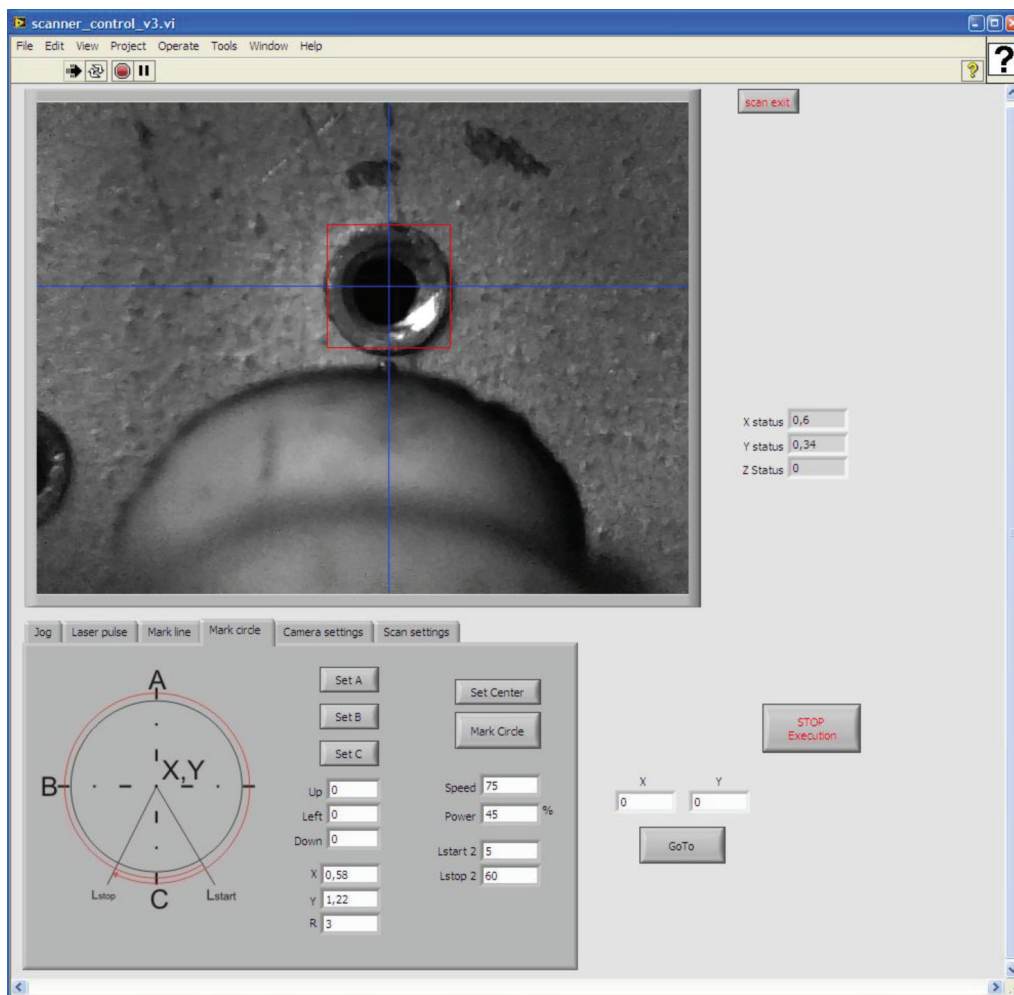 scanner_control_v3.vi
File Edit View Project Operate Tools Window Help
?
?
scan exit
X status 0,6
Y status 0,34
Z Status 0
Jog Laser pulse Mark line Mark circle Camera settings Scan settings
A
B
X,Y
C
Lstop
Lstart
Set A
Set B
Set C
Up 0
Left 0
Down 0
X 0,58
Y 1,22
R 3
Set Center
Mark Circle
Speed 75
Power 45 %
Lstart 2 5
Lstop 2 60
STOP
Execution
X Y
0 0
GoTo